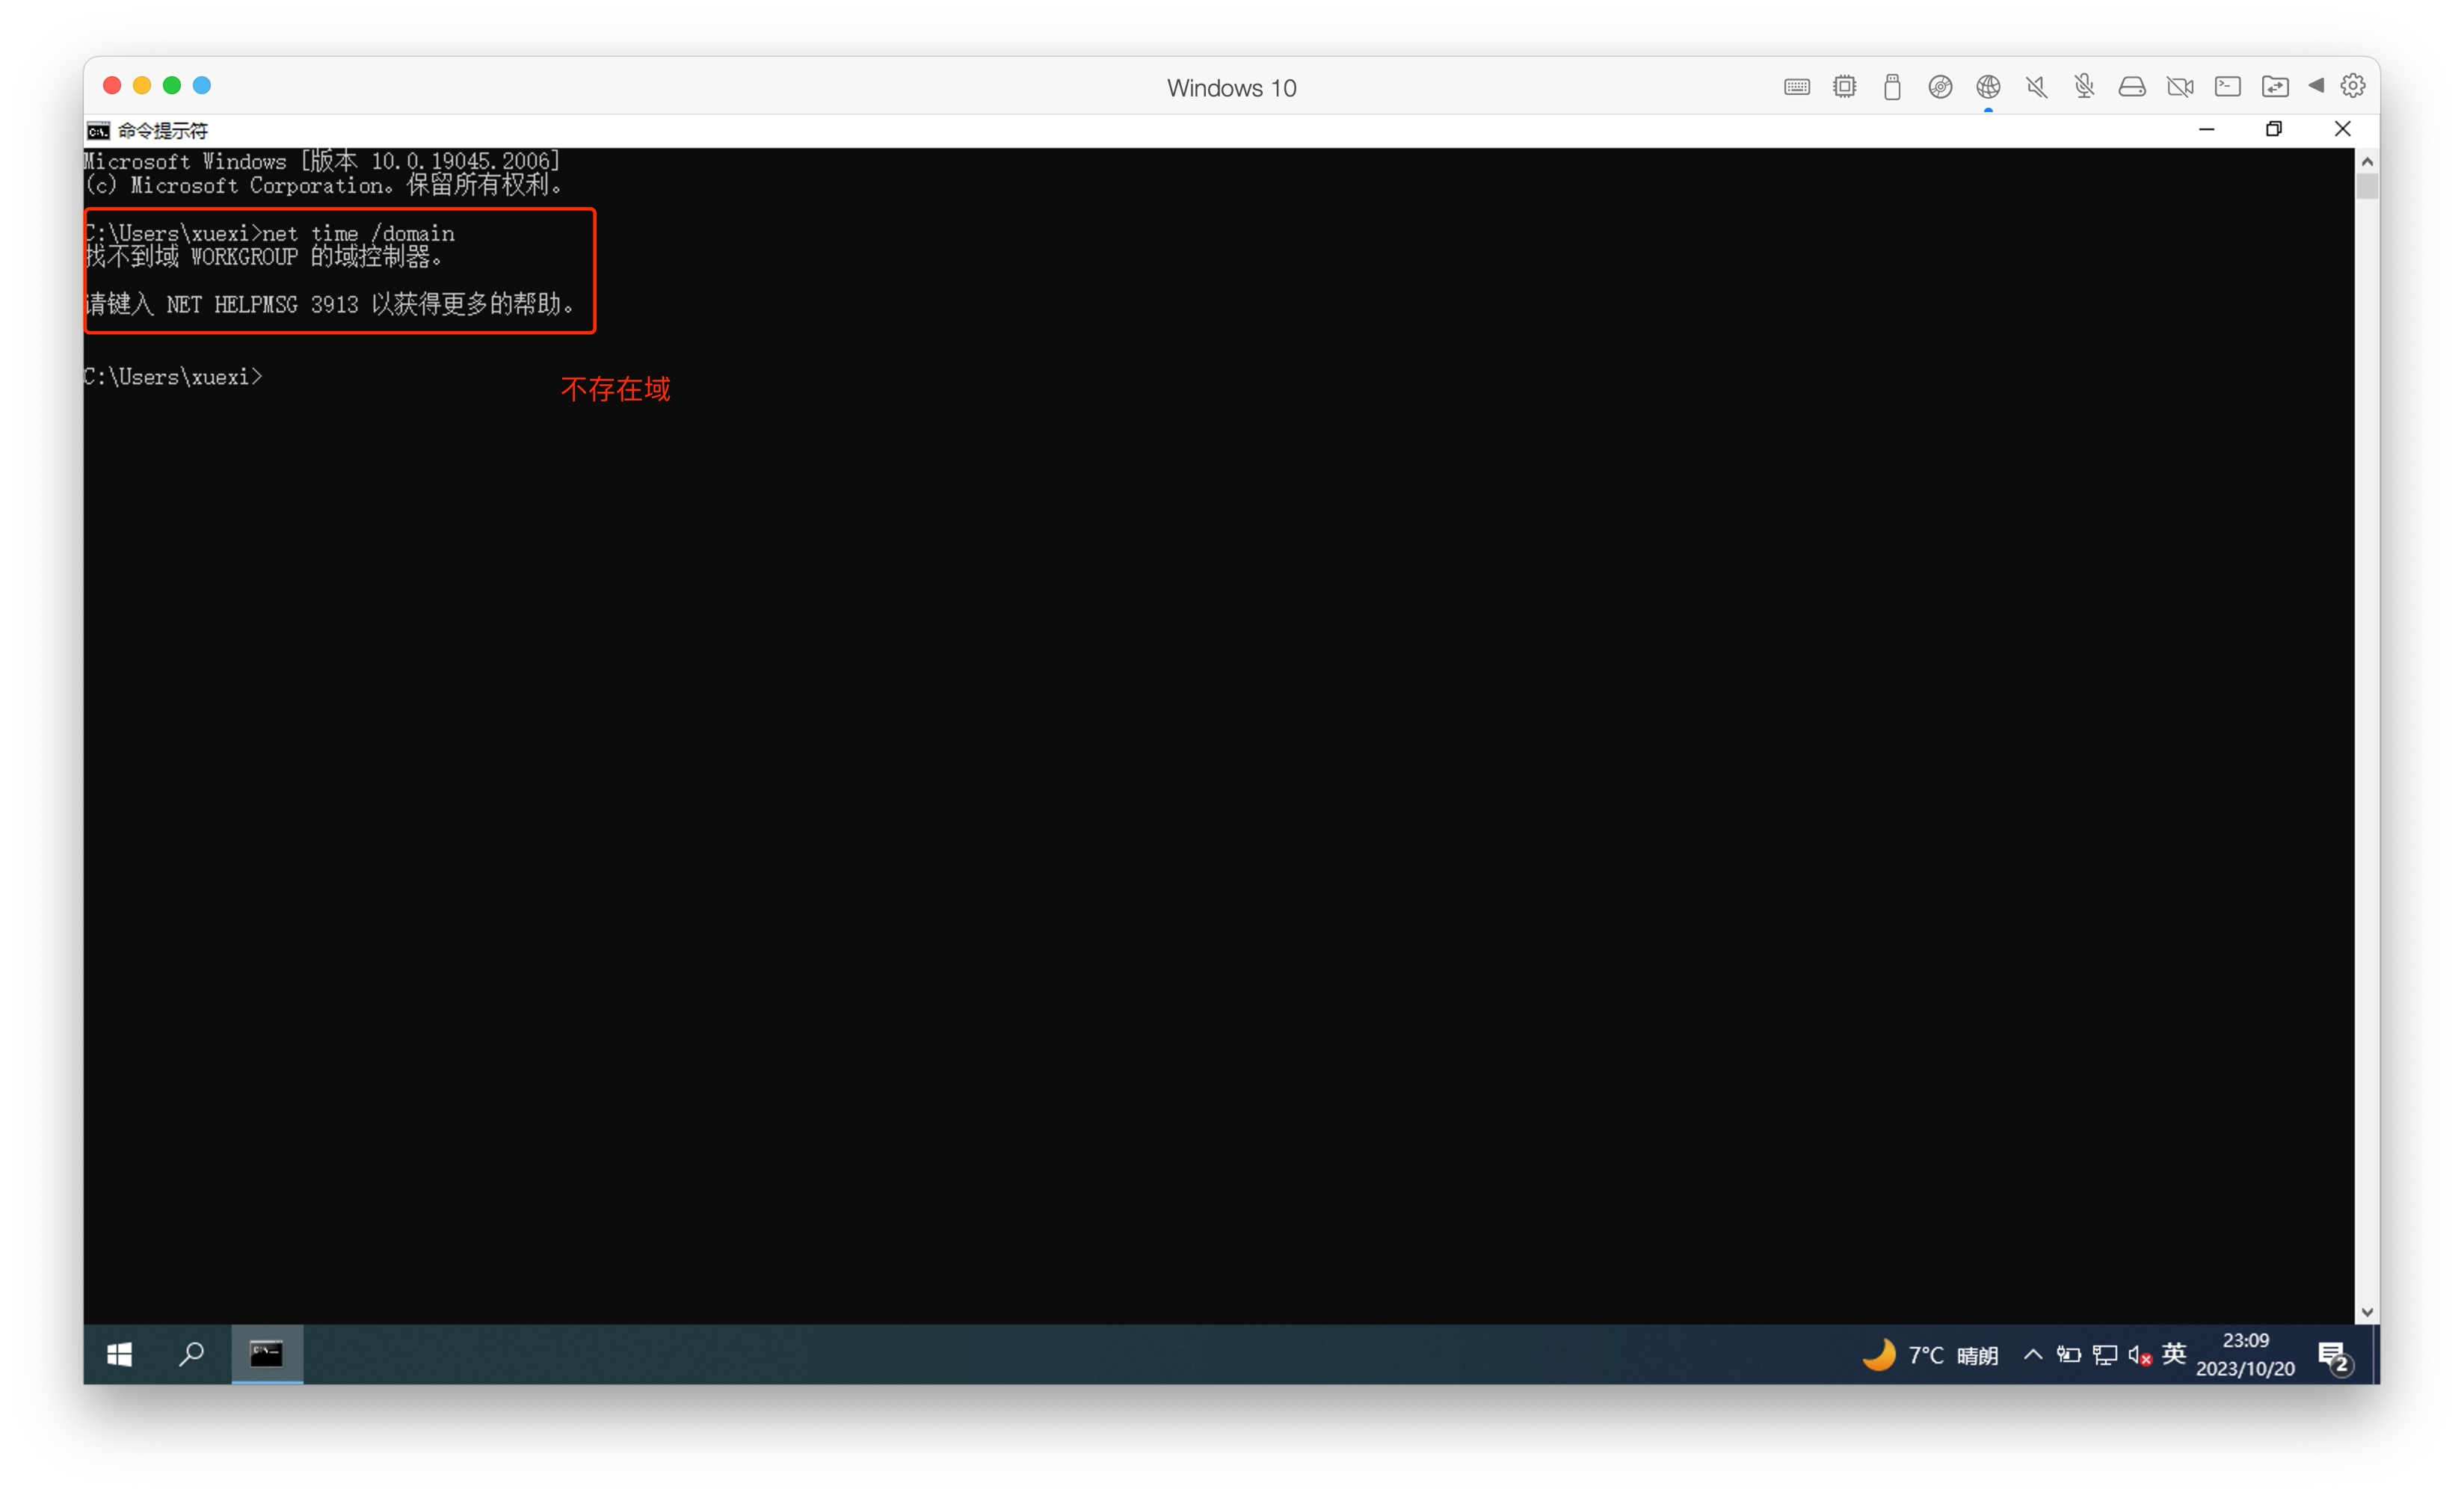 Windows 10
命令提示符
Microsoft Windows [版本 10.0.19045.2006]
(c) Microsoft Corporation。保留所有权利。
C:\Users\xuexi>net time /domain
找不到域 WORKGROUP 的域控制器。
请键入 NET HELPMSG 3913 以获得更多的帮助。
C:\Users\xuexi>
不存在域
7°C 晴朗
英
23:09
2023/10/20
2